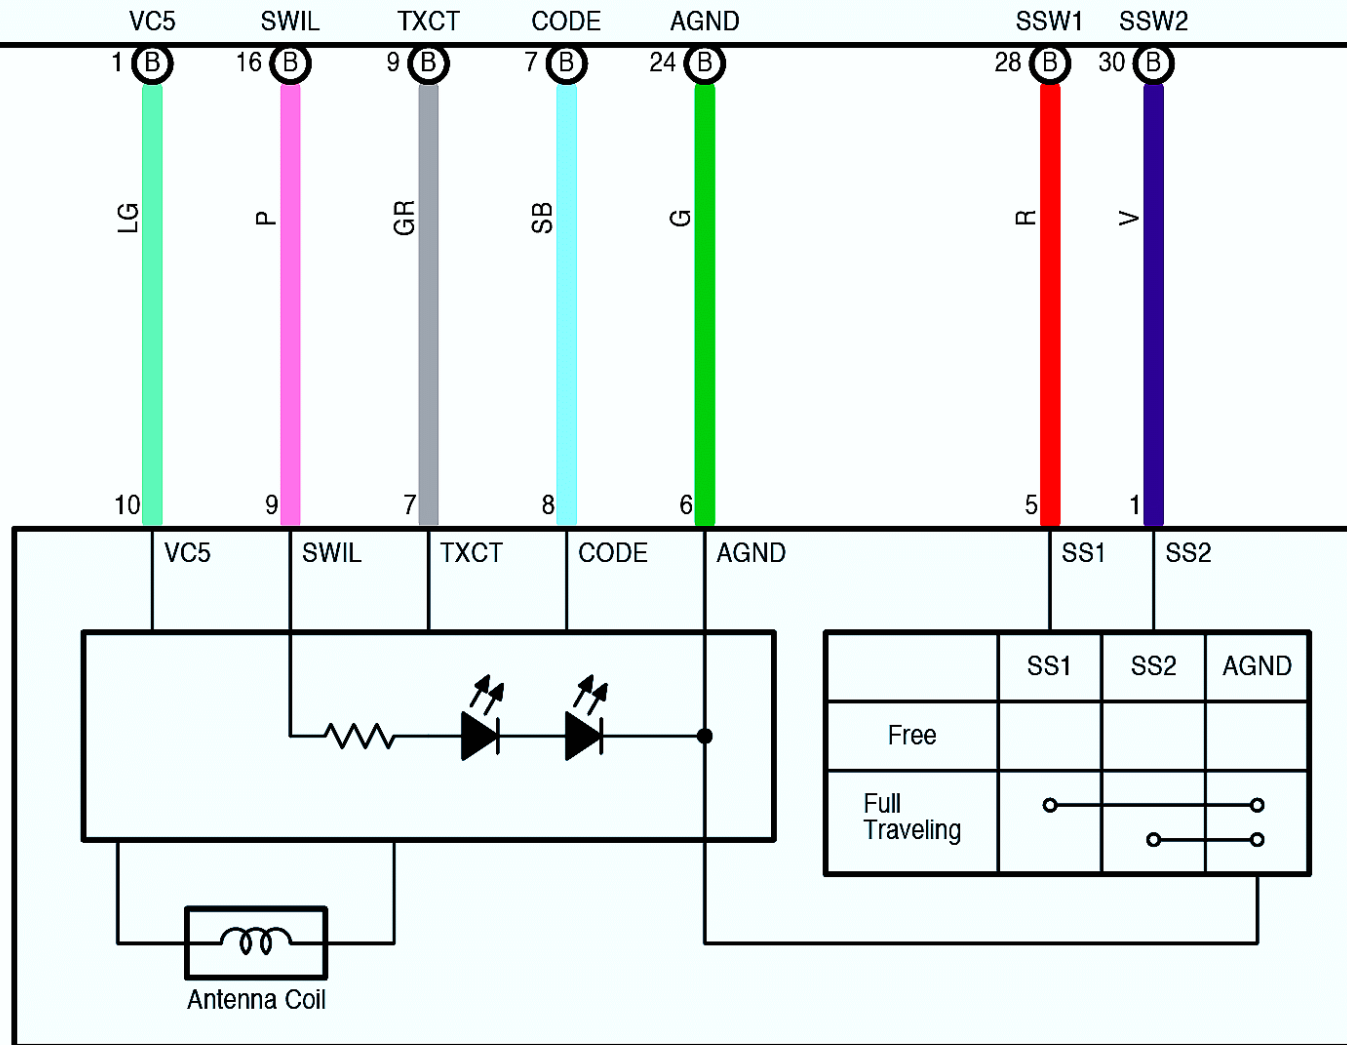 VC5 SWIL TXCT CODE AGND SSW1 SSW2
1 B 16 B 9 B 7 B 24 B 28 B 30 B
LG P GR SB G R V
10 9 7 8 6 5 1
VC5 SWIL TXCT CODE AGND SS1 SS2
SS1 SS2 AGND
Free
Full
Traveling
Antenna Coil